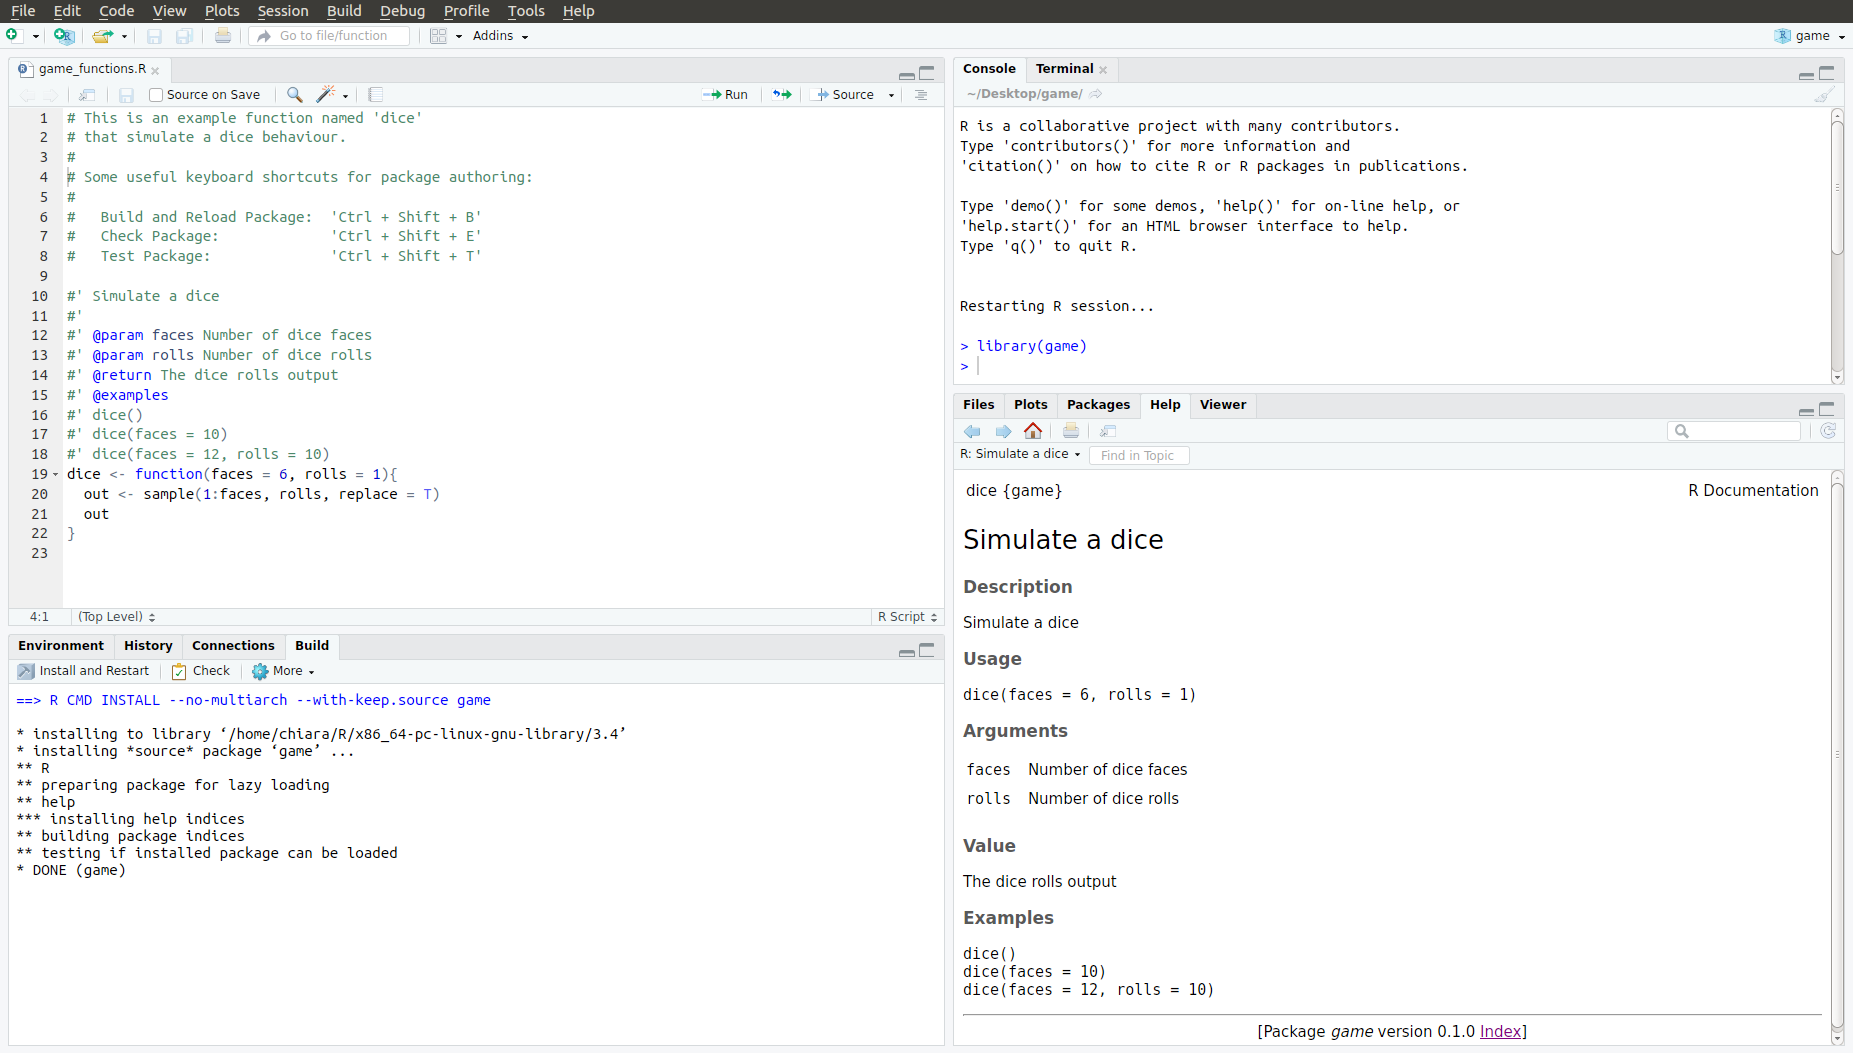 File Edit Code View Plots Session Build Debug Profile Tools Help
Go to file/function Addins game
game_functions.R
Source on Save Run Source
1 # This is an example function named 'dice'
2 # that simulate a dice behaviour.
3 #
4 # Some useful keyboard shortcuts for package authoring:
5 #
6 #   Build and Reload Package:  'Ctrl + Shift + B'
7 #   Check Package:             'Ctrl + Shift + E'
8 #   Test Package:              'Ctrl + Shift + T'
9
10 #' Simulate a dice
11 #'
12 #' @param faces Number of dice faces
13 #' @param rolls Number of dice rolls
14 #' @return The dice rolls output
15 #' @examples
16 #' dice()
17 #' dice(faces = 10)
18 #' dice(faces = 12, rolls = 10)
19 dice <- function(faces = 6, rolls = 1){
20   out <- sample(1:faces, rolls, replace = T)
21   out
22 }
23
4:1 (Top Level) R Script
Environment History Connections Build
Install and Restart Check More
==> R CMD INSTALL --no-multiarch --with-keep.source game
* installing to library ‘/home/chiara/R/x86_64-pc-linux-gnu-library/3.4’
* installing *source* package ‘game’ ...
** R
** preparing package for lazy loading
** help
*** installing help indices
** building package indices
** testing if installed package can be loaded
* DONE (game)
Console Terminal
~/Desktop/game/
R is a collaborative project with many contributors.
Type 'contributors()' for more information and
'citation()' on how to cite R or R packages in publications.
Type 'demo()' for some demos, 'help()' for on-line help, or
'help.start()' for an HTML browser interface to help.
Type 'q()' to quit R.
Restarting R session...
> library(game)
>
Files Plots Packages Help Viewer
R: Simulate a dice Find in Topic
dice {game} R Documentation
Simulate a dice
Description
Simulate a dice
Usage
dice(faces = 6, rolls = 1)
Arguments
faces Number of dice faces
rolls Number of dice rolls
Value
The dice rolls output
Examples
dice()
dice(faces = 10)
dice(faces = 12, rolls = 10)
[Package game version 0.1.0 Index]